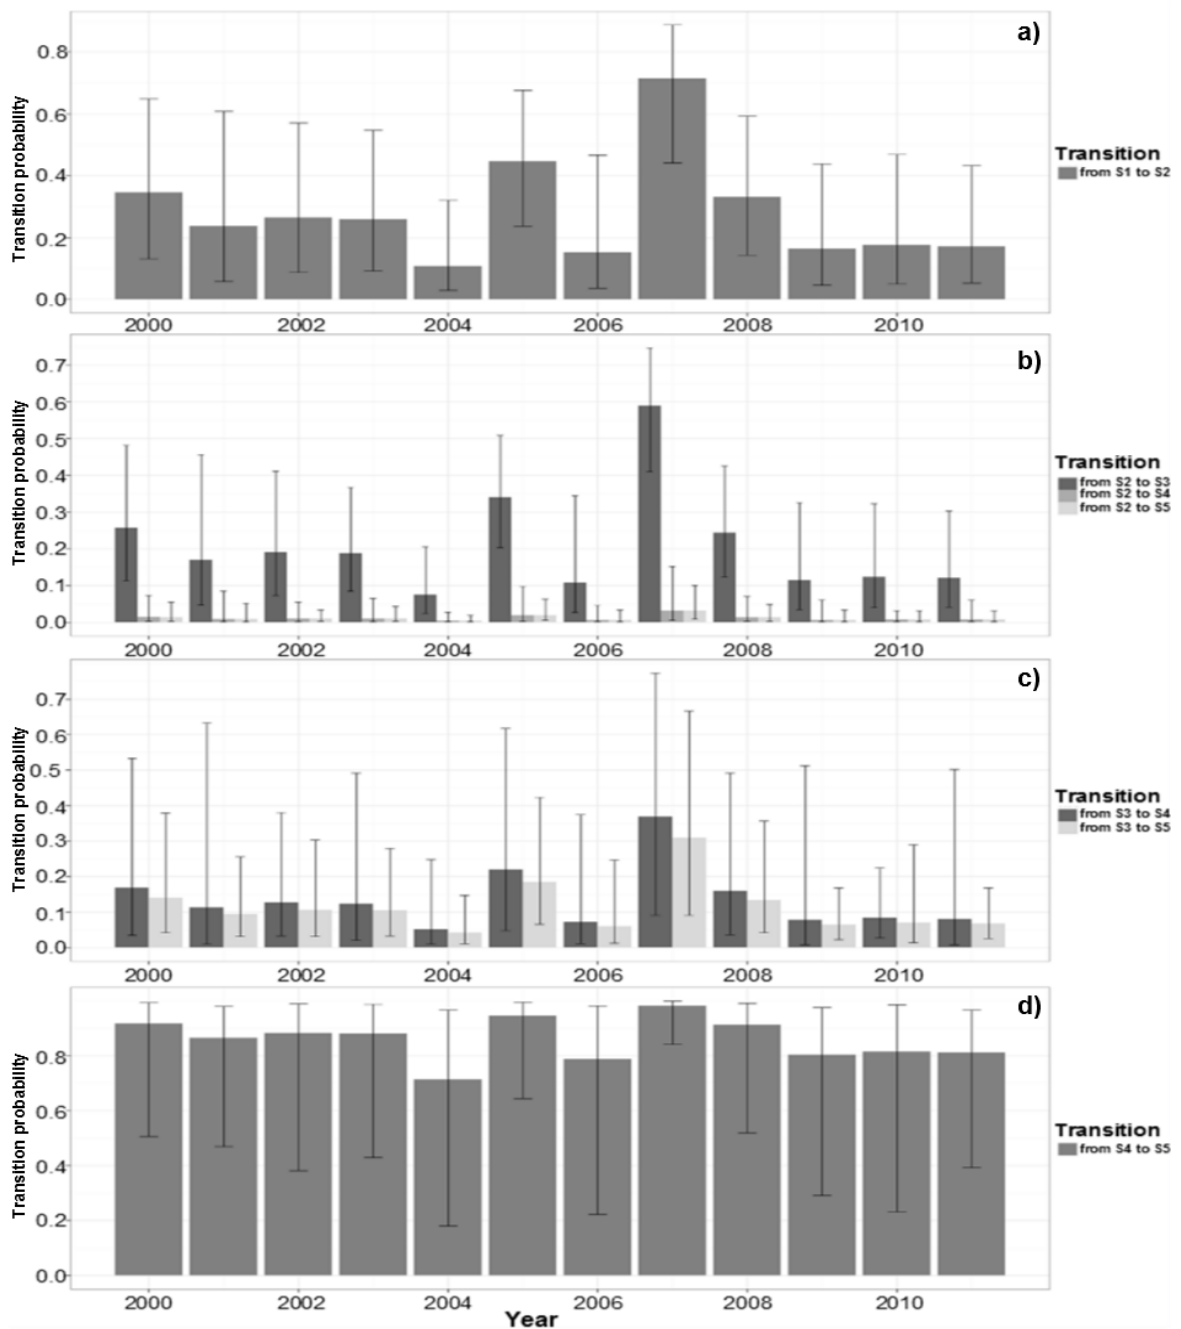 a)
0.8
0.6
0.4
0.2
0.0
Transition probability
2000 2002 2004 2006 2008 2010
Transition
from S1 to S2
b)
0.7
0.6
0.5
0.4
0.3
0.2
0.1
0.0
Transition probability
2000 2002 2004 2006 2008 2010
Transition
from S2 to S3
from S2 to S4
from S2 to S5
c)
0.7
0.6
0.5
0.4
0.3
0.2
0.1
0.0
Transition probability
2000 2002 2004 2006 2008 2010
Transition
from S3 to S4
from S3 to S5
d)
0.8
0.6
0.4
0.2
0.0
Transition probability
2000 2002 2004 2006 2008 2010
Transition
from S4 to S5
Year